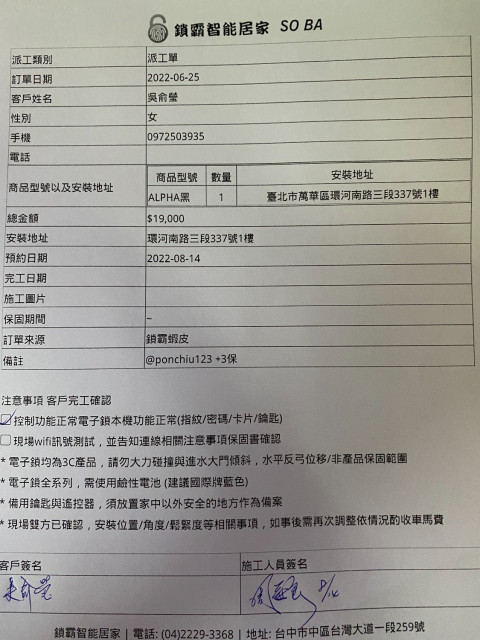 鎖霸智能居家 SO BA
派工類別 派工單
訂單日期 2022-06-25
客戶姓名 吳俞瑩
性別 女
手機 0972503935
電話
商品型號以及安裝地址
商品型號 數量 安裝地址
ALPHA黑 1 臺北市萬華區環河南路三段337號1樓
總金額 $19,000
安裝地址 環河南路三段337號1樓
預約日期 2022-08-14
完工日期
施工圖片
保固期間 –
訂單來源 鎖霸蝦皮
備註 @ponchiu123 +3保
注意事項 客戶完工確認
控制功能正常電子鎖本機功能正常(指紋/密碼/卡片/鑰匙)
現場wifi訊號測試，並告知連線相關注意事項保固書確認
* 電子鎖均為3C產品，請勿大力碰撞與進水大門傾斜，水平反弓位移/非產品保固範圍
* 電子鎖全系列，需使用鹼性電池 (建議國際牌藍色)
* 備用鑰匙與遙控器，須放置家中以外安全的地方作為備案
* 現場雙方已確認，安裝位置/角度/鬆緊度等相關事項，如事後需再次調整依情況酌收車馬費
客戶簽名 施工人員簽名
吳俞瑩 8/14
鎖霸智能居家 | 電話: (04)2229-3368 | 地址: 台中市中區台灣大道一段259號